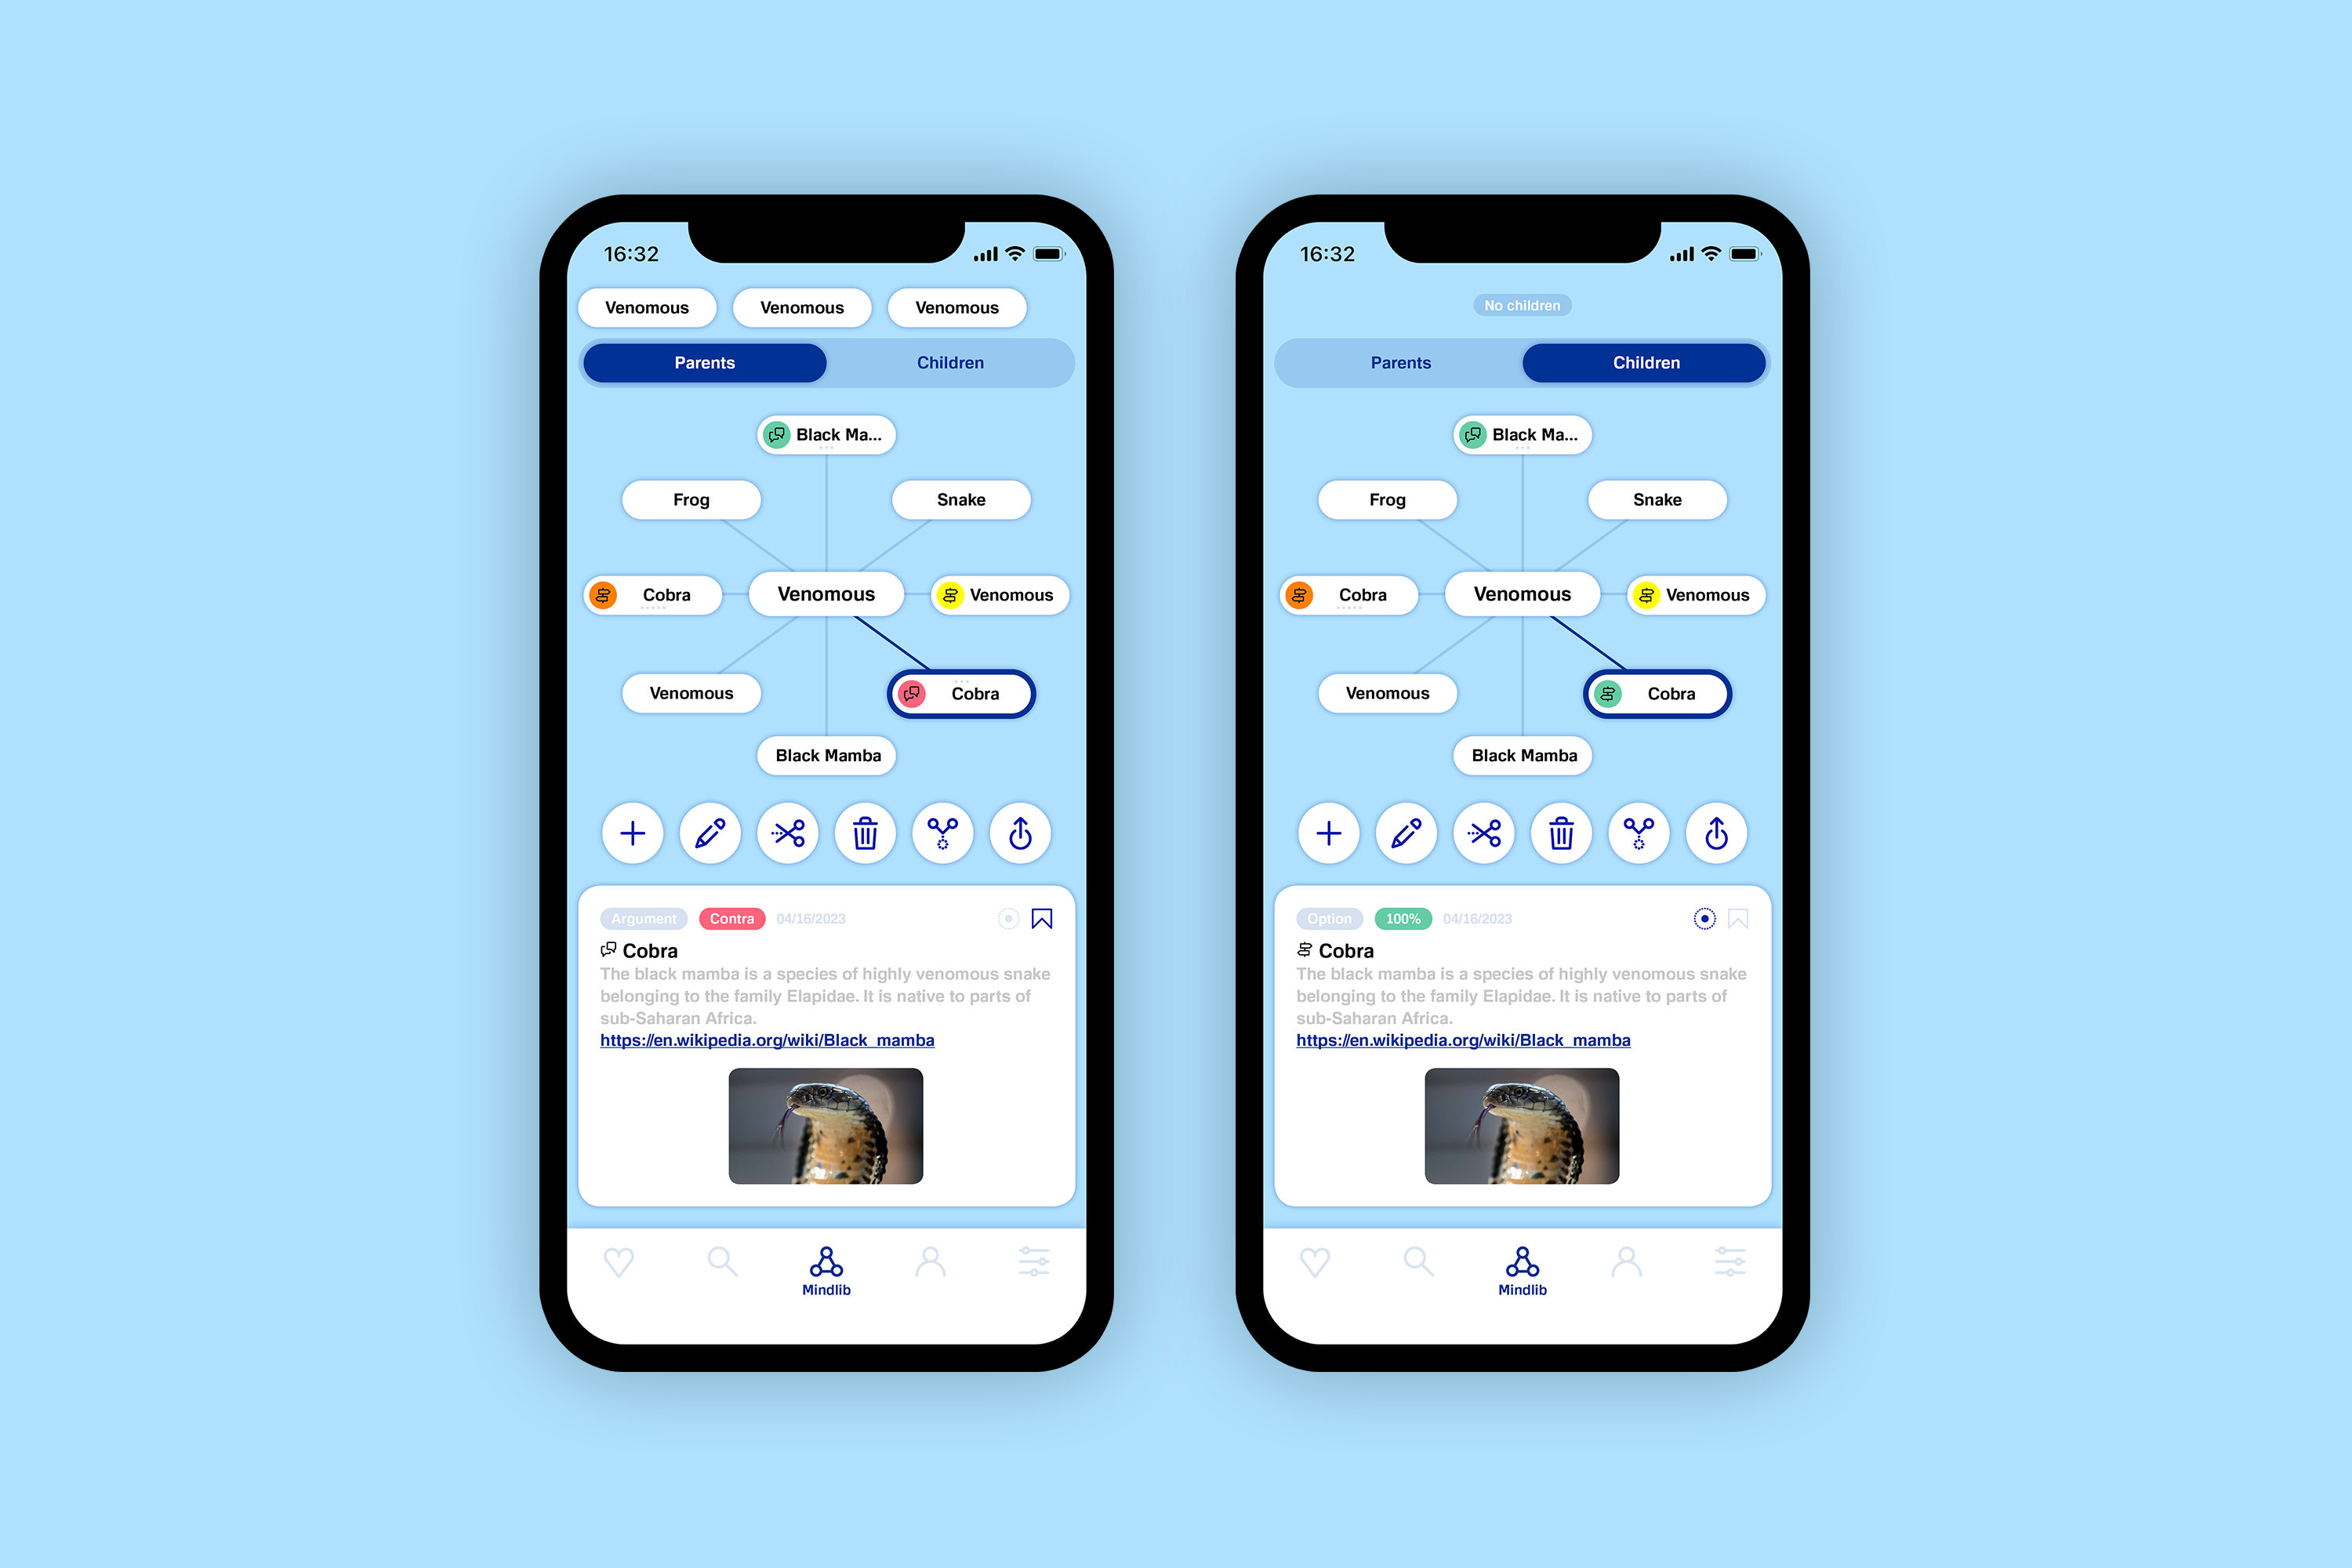 16:32
Venomous Venomous Venomous
Parents Children
Black Ma...
Frog Snake
Cobra Venomous Venomous
Venomous Cobra
Black Mamba
Argument Contra 04/16/2023
Cobra
The black mamba is a species of highly venomous snake
belonging to the family Elapidae. It is native to parts of
sub-Saharan Africa.
https://en.wikipedia.org/wiki/Black_mamba
Mindlib
16:32
No children
Parents Children
Black Ma...
Frog Snake
Cobra Venomous Venomous
Venomous Cobra
Black Mamba
Option 100% 04/16/2023
Cobra
The black mamba is a species of highly venomous snake
belonging to the family Elapidae. It is native to parts of
sub-Saharan Africa.
https://en.wikipedia.org/wiki/Black_mamba
Mindlib